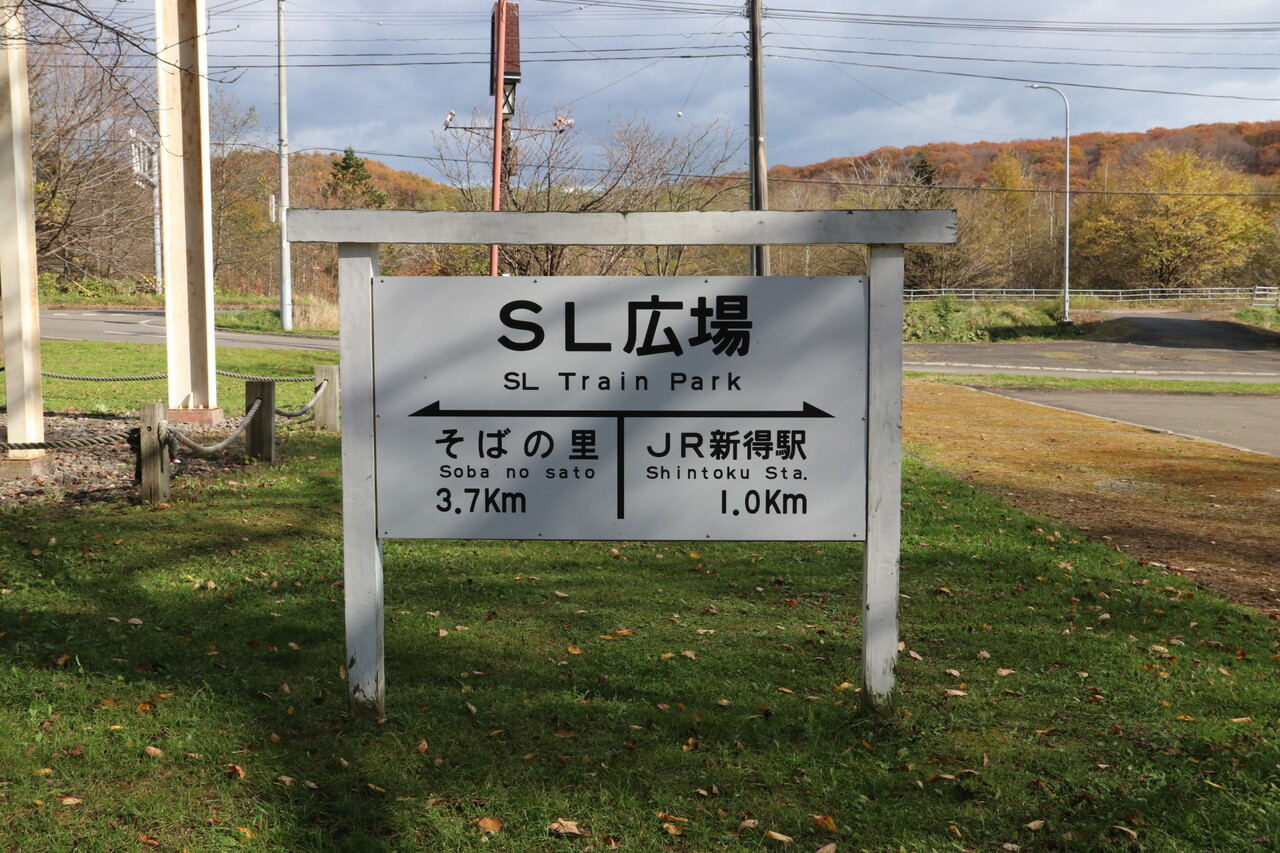 SL広場
SL Train Park
そばの里
Soba no sato
3.7Km
JR新得駅
Shintoku Sta.
1.0Km